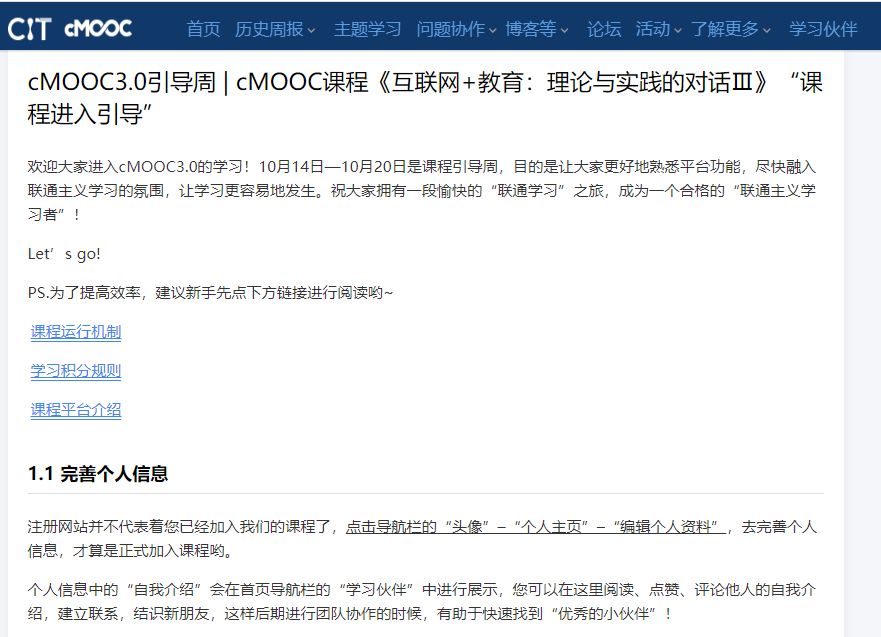 CIT cMOOC 首页 历史周报 主题学习 问题协作 博客等 论坛 活动 了解更多 学习伙伴
cMOOC3.0引导周 | cMOOC课程《互联网+教育：理论与实践的对话Ⅲ》“课
程进入引导”
欢迎大家进入cMOOC3.0的学习！10月14日—10月20日是课程引导周，目的是让大家更好地熟悉平台功能，尽快融入
联通主义学习的氛围，让学习更容易地发生。祝大家拥有一段愉快的“联通学习”之旅，成为一个合格的“联通主义学
习者”！
Let’s go!
PS.为了提高效率，建议新手先点下方链接进行阅读哟~
课程运行机制
学习积分规则
课程平台介绍
1.1 完善个人信息
注册网站并不代表着您已经加入我们的课程了，点击导航栏的“头像”–“个人主页”–“编辑个人资料”，去完善个人
信息，才算是正式加入课程哟。
个人信息中的“自我介绍”会在首页导航栏的“学习伙伴”中进行展示，您可以在这里阅读、点赞、评论他人的自我介
绍，建立联系，结识新朋友，这样后期进行团队协作的时候，有助于快速找到“优秀的小伙伴”！